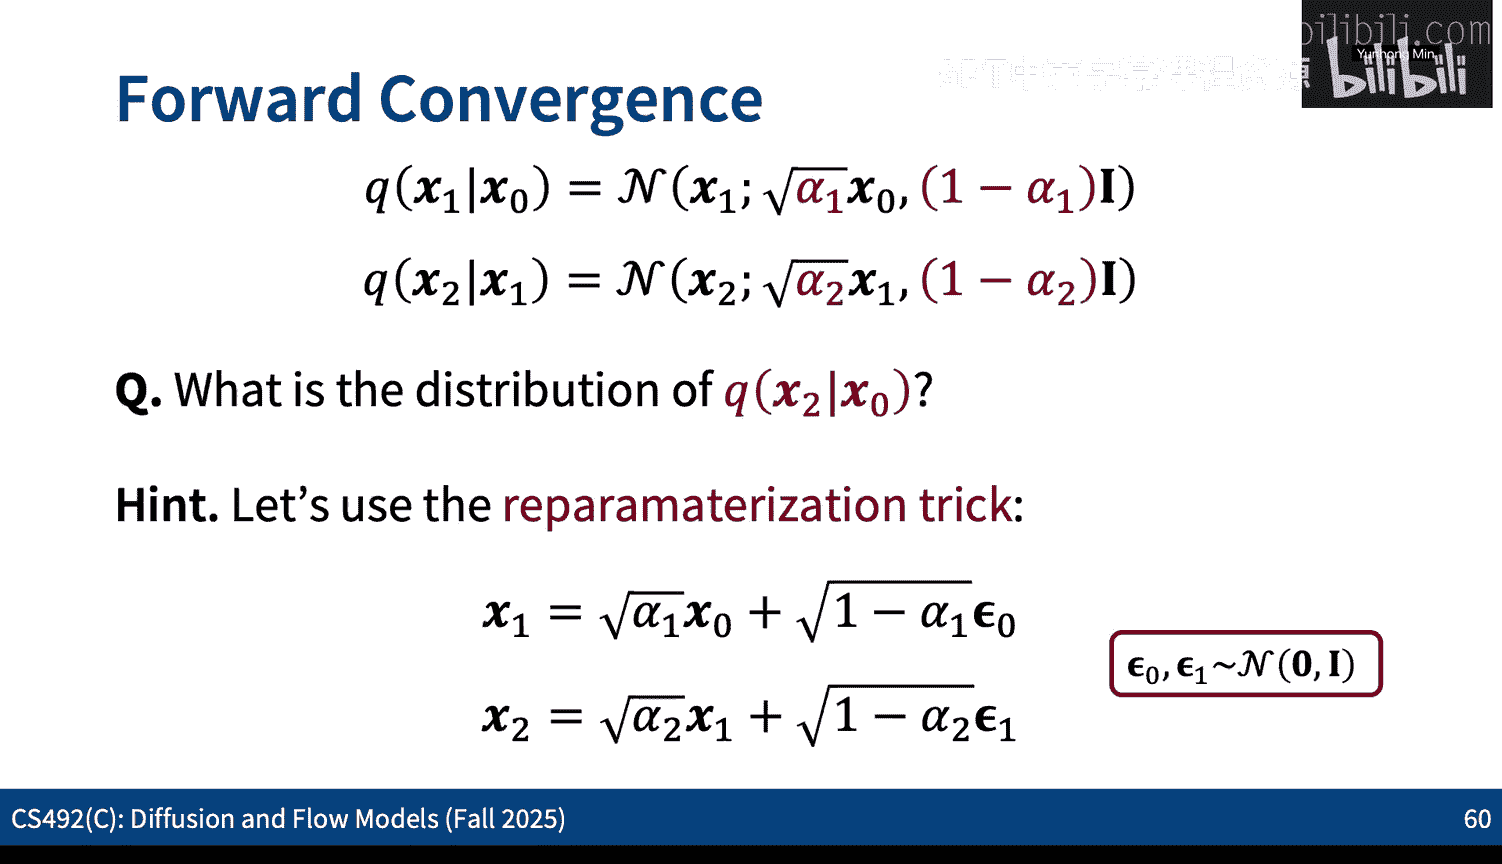 bilibili.com
Yunhong Min
bilibili
Forward Convergence
q(x₁|x₀) = 𝒩(x₁; √α₁x₀, (1 − α₁)I)
q(x₂|x₁) = 𝒩(x₂; √α₂x₁, (1 − α₂)I)
Q. What is the distribution of q(x₂|x₀)?
Hint. Let’s use the reparamaterization trick:
x₁ = √α₁x₀ + √(1 − α₁)ϵ₀
ϵ₀, ϵ₁~𝒩(0, I)
x₂ = √α₂x₁ + √(1 − α₂)ϵ₁
CS492(C): Diffusion and Flow Models (Fall 2025)
60